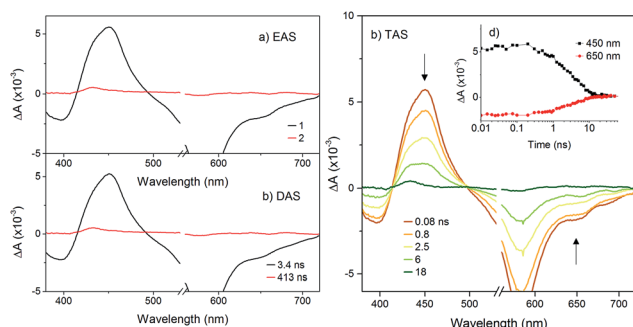 a) EAS
5
0
-5
ΔA (x10⁻³)
1
2
400
500
600
700
Wavelength (nm)
b) DAS
5
0
-5
ΔA (x10⁻³)
3.4 ns
413 ns
400
500
600
700
Wavelength (nm)
b) TAS
10
5
0
-5
ΔA (x10⁻³)
0.08 ns
0.8
2.5
6
18
400
450
500
600
650
700
Wavelength (nm)
d)
450 nm
650 nm
5
0
ΔA (x10⁻³)
0.01
0.1
1
10
Time (ns)